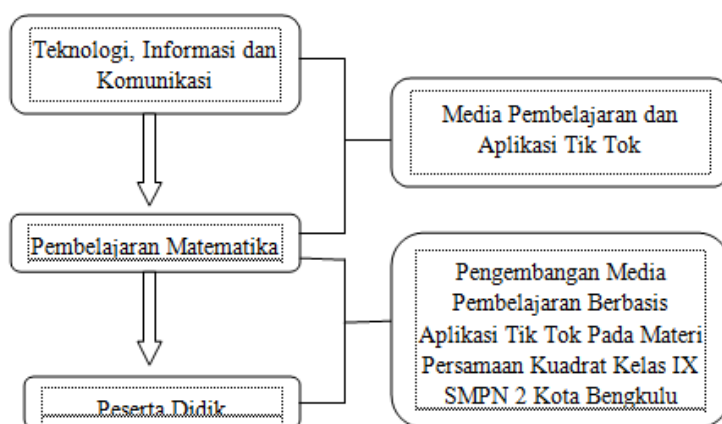 Teknologi, Informasi dan
Komunikasi
Media Pembelajaran dan
Aplikasi Tik Tok
Pembelajaran Matematika
Pengembangan Media
Pembelajaran Berbasis
Aplikasi Tik Tok Pada Materi
Persamaan Kuadrat Kelas IX
SMPN 2 Kota Bengkulu
Peserta Didik